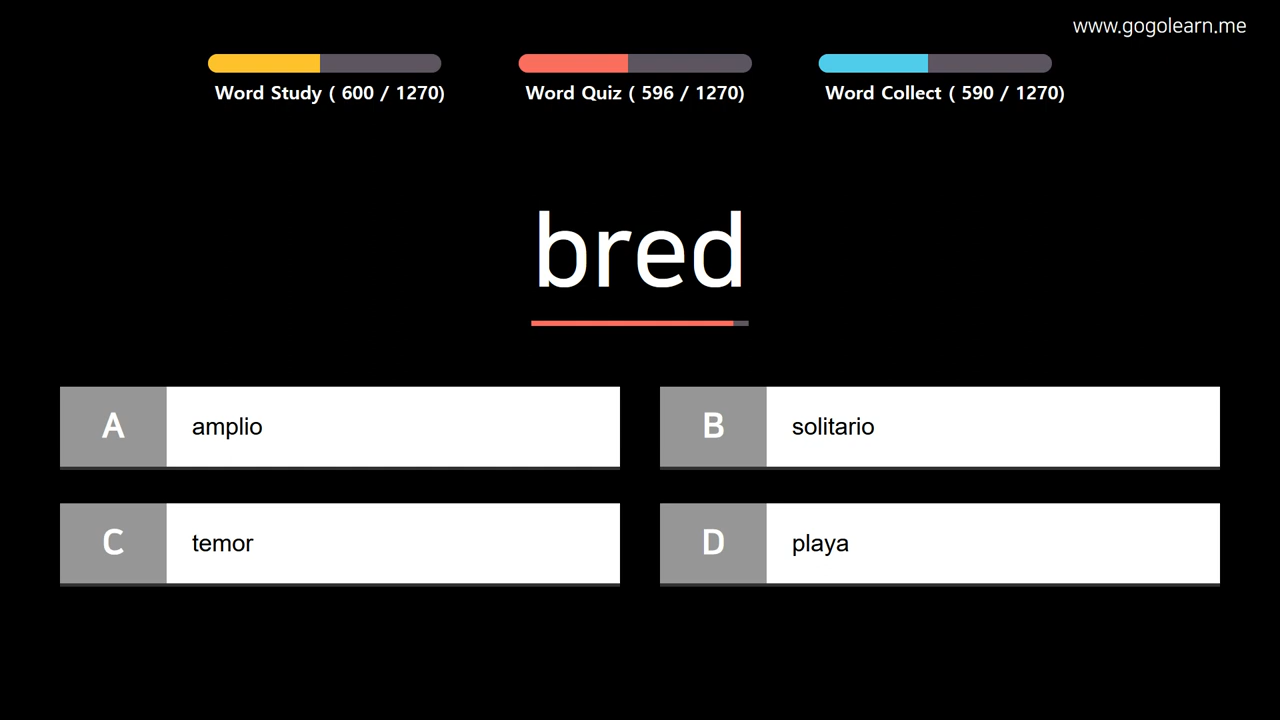 www.gogolearn.me
Word Study ( 600 / 1270)
Word Quiz ( 596 / 1270)
Word Collect ( 590 / 1270)
bred
A amplio
B solitario
C temor
D playa